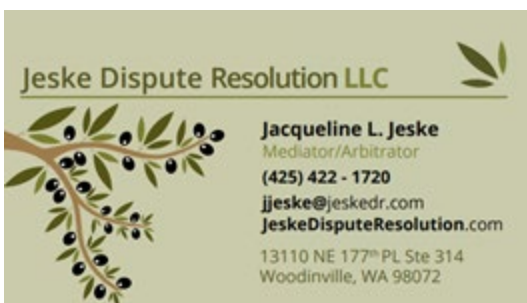 Jeske Dispute Resolution LLC
Jacqueline L. Jeske
Mediator/Arbitrator
(425) 422 - 1720
jjeske@jeskedr.com
JeskeDisputeResolution.com
13110 NE 177th PL Ste 314
Woodinville, WA 98072